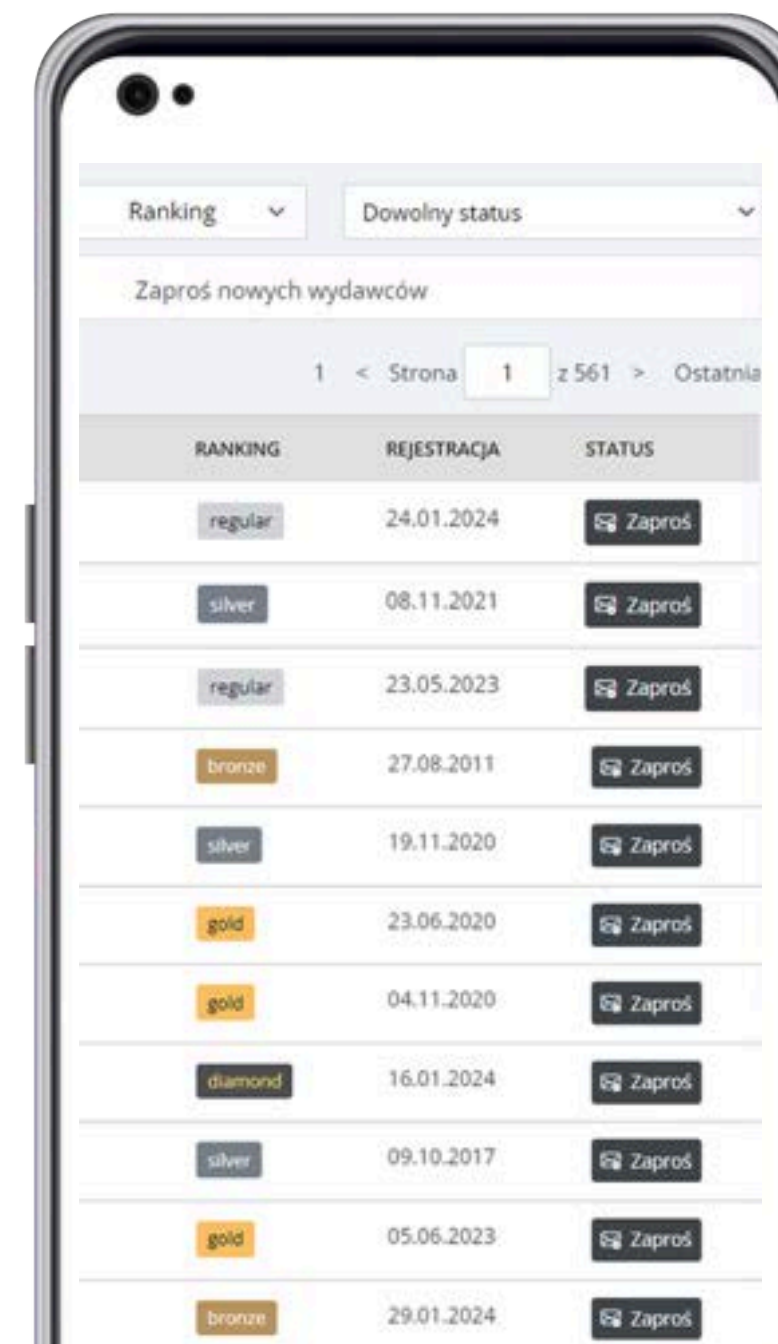 Ranking Dowolny status
Zaproś nowych wydawców
1 < Strona 1 z 561 > Ostatnia
RANKING REJESTRACJA STATUS
regular 24.01.2024 Zaproś
silver 08.11.2021 Zaproś
regular 23.05.2023 Zaproś
bronze 27.08.2011 Zaproś
silver 19.11.2020 Zaproś
gold 23.06.2020 Zaproś
gold 04.11.2020 Zaproś
diamond 16.01.2024 Zaproś
silver 09.10.2017 Zaproś
gold 05.06.2023 Zaproś
bronze 29.01.2024 Zaproś